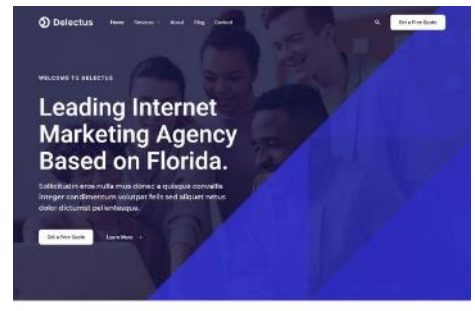 Delectus
Home Services About Blog Contact
Get a Free Quote
WELCOME TO DELECTUS
Leading Internet
Marketing Agency
Based on Florida.
Sollicitudin eros nulla mus donec a quisque convallis
integer condimentum volutpat felis sed aliquet netus
dolor dictumst pellentesque.
Get a Free Quote
Learn More →